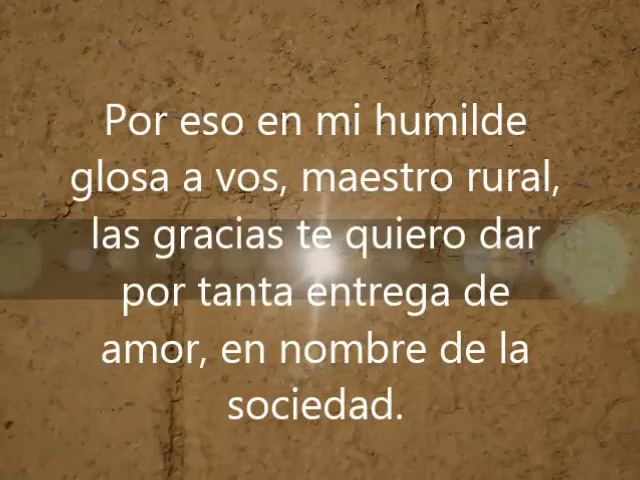 Por eso en mi humilde
glosa a vos, maestro rural,
las gracias te quiero dar
por tanta entrega de
amor, en nombre de la
sociedad.